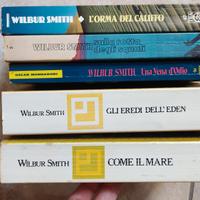 WILBUR SMITH L'ORMA DEL CALIFFO
WILBUR SMITH sulla rotta degli squali
OSCAR MONDADORI WILBUR SMITH Una Vena d'Odio
WILBUR SMITH GLI EREDI DELL'EDEN
WILBUR SMITH COME IL MARE